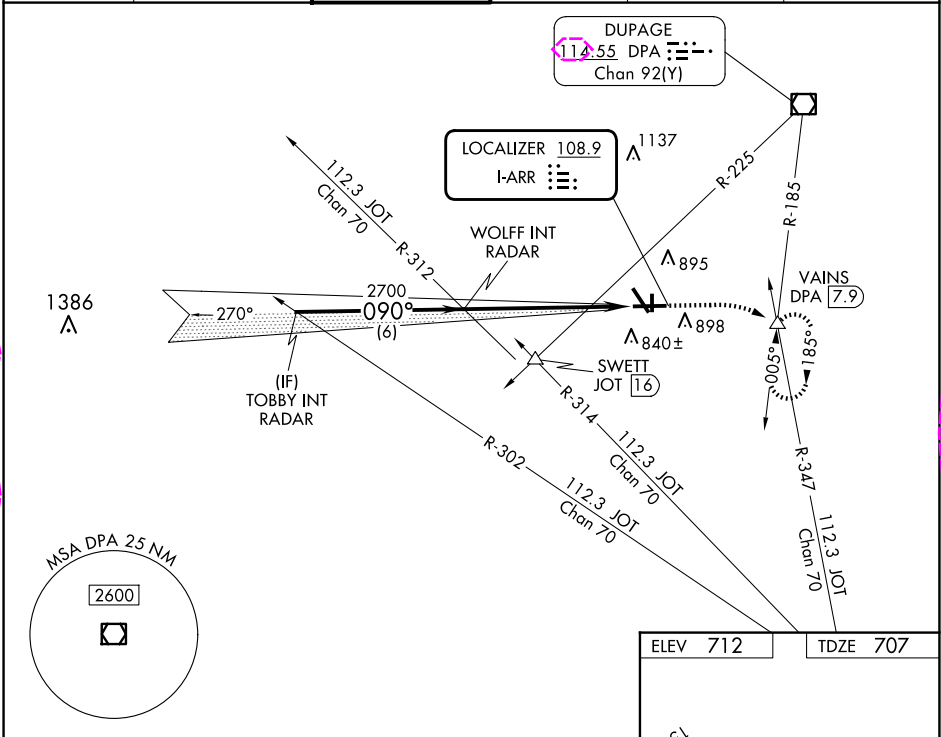 DUPAGE
114.55 DPA
Chan 92(Y)
LOCALIZER 108.9
I-ARR
1137
R-225
R-185
112.3 JOT
Chan 70
R-312
WOLFF INT
RADAR
895
VAINS
DPA 7.9
1386
270°
2700
090°
(6)
898
840±
SWETT
JOT 16
005°
185°
(IF)
TOBBY INT
RADAR
R-314
112.3 JOT
Chan 70
R-302
112.3 JOT
Chan 70
R-347
112.3 JOT
Chan 70
MSA DPA 25 NM
2600
ELEV 712
TDZE 707